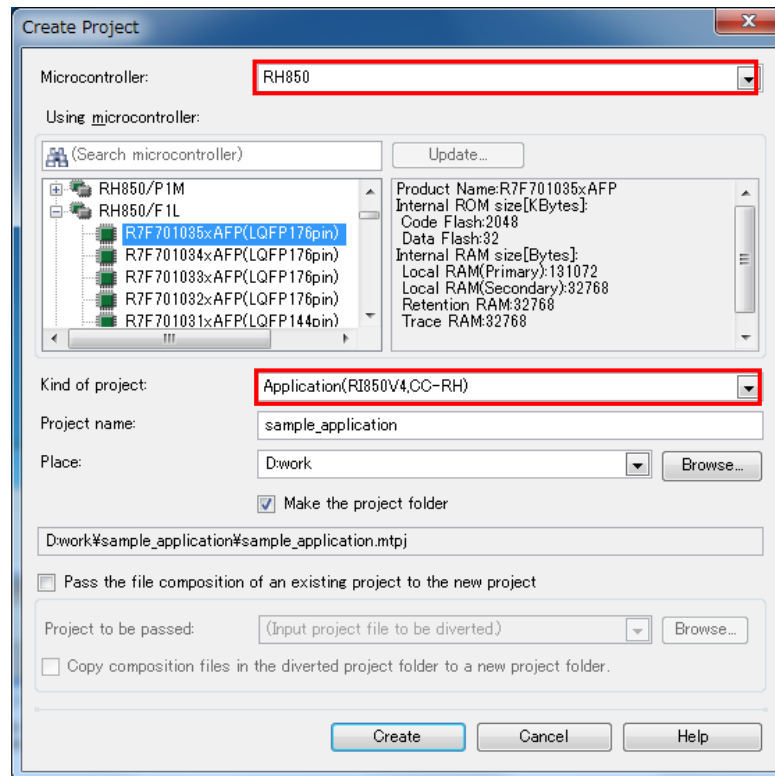 Create Project
Microcontroller:
RH850
Using microcontroller:
(Search microcontroller)
Update...
RH850/P1M
RH850/F1L
R7F701035xAFP(LQFP176pin)
R7F701034xAFP(LQFP176pin)
R7F701033xAFP(LQFP176pin)
R7F701032xAFP(LQFP176pin)
R7F701031xAFP(LQFP144pin)
Product Name:R7F701035xAFP
Internal ROM size[KBytes]:
Code Flash:2048
Data Flash:32
Internal RAM size[Bytes]:
Local RAM(Primary):131072
Local RAM(Secondary):32768
Retention RAM:32768
Trace RAM:32768
Kind of project:
Application(RI850V4,CC-RH)
Project name:
sample_application
Place:
D:work
Browse...
Make the project folder
D:work¥sample_application¥sample_application.mtpj
Pass the file composition of an existing project to the new project
Project to be passed:
(Input project file to be diverted.)
Browse...
Copy composition files in the diverted project folder to a new project folder.
Create
Cancel
Help